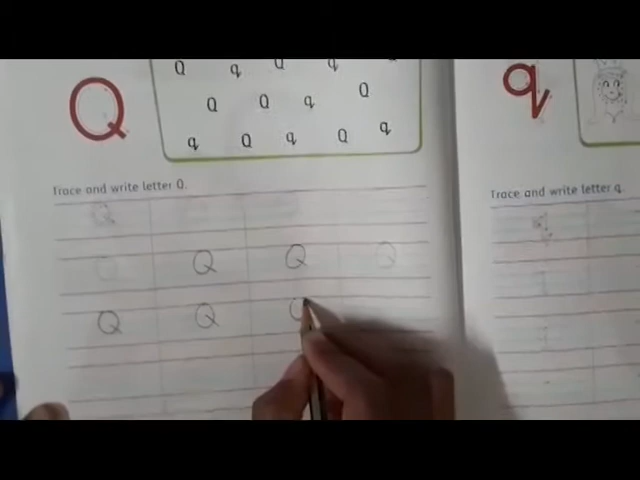 Q q
Q q Q q
Q Q q Q
q Q q Q q
Trace and write letter Q. Trace and write letter q.
Q
Q Q Q
Q Q